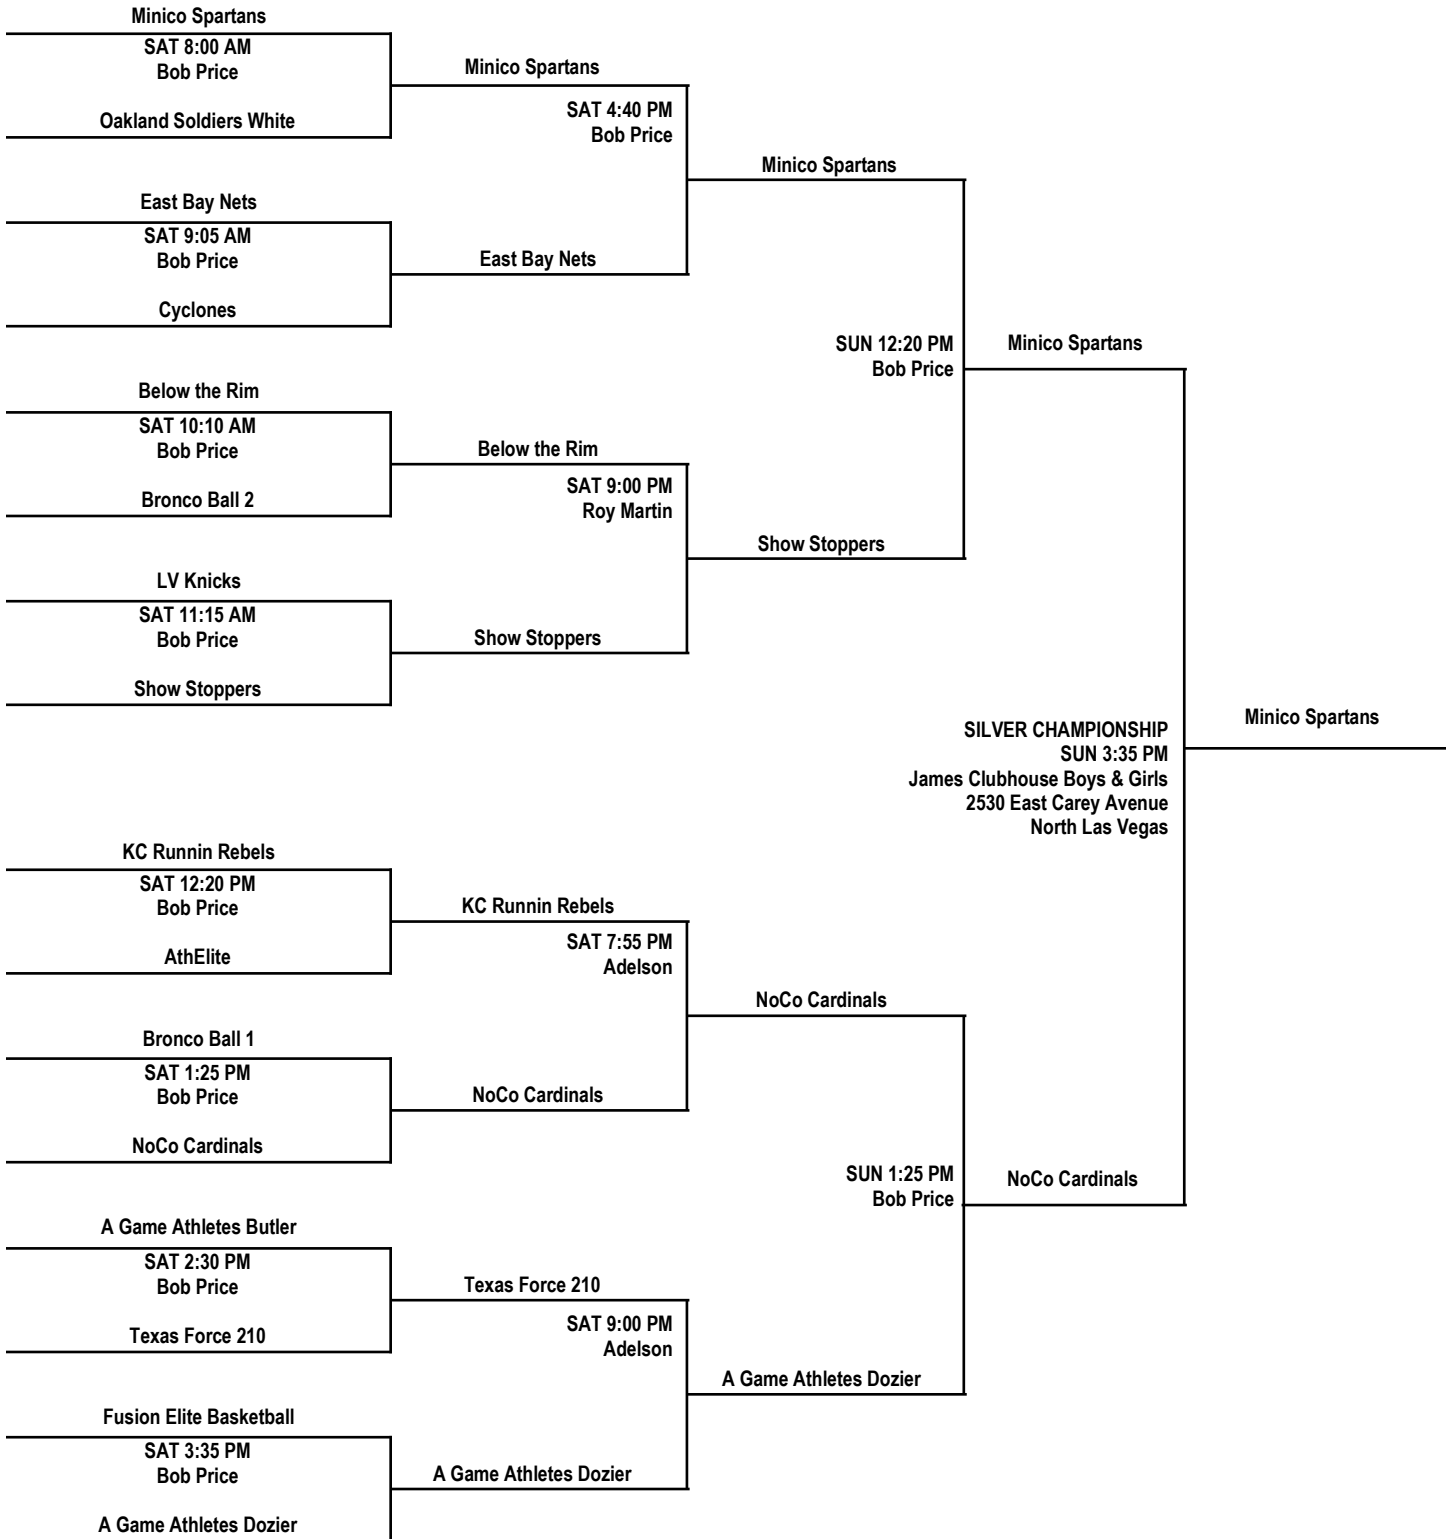 Minico Spartans
SAT 8:00 AM
Bob Price
Oakland Soldiers White
East Bay Nets
SAT 9:05 AM
Bob Price
Cyclones
Below the Rim
SAT 10:10 AM
Bob Price
Bronco Ball 2
LV Knicks
SAT 11:15 AM
Bob Price
Show Stoppers
KC Runnin Rebels
SAT 12:20 PM
Bob Price
AthElite
Bronco Ball 1
SAT 1:25 PM
Bob Price
NoCo Cardinals
A Game Athletes Butler
SAT 2:30 PM
Bob Price
Texas Force 210
Fusion Elite Basketball
SAT 3:35 PM
Bob Price
A Game Athletes Dozier
Minico Spartans
SAT 4:40 PM
Bob Price
East Bay Nets
Below the Rim
SAT 9:00 PM
Roy Martin
Show Stoppers
KC Runnin Rebels
SAT 7:55 PM
Adelson
NoCo Cardinals
Texas Force 210
SAT 9:00 PM
Adelson
A Game Athletes Dozier
Minico Spartans
SUN 12:20 PM
Bob Price
Show Stoppers
NoCo Cardinals
SUN 1:25 PM
Bob Price
A Game Athletes Dozier
Minico Spartans
SILVER CHAMPIONSHIP
SUN 3:35 PM
James Clubhouse Boys & Girls
2530 East Carey Avenue
North Las Vegas
NoCo Cardinals
Minico Spartans